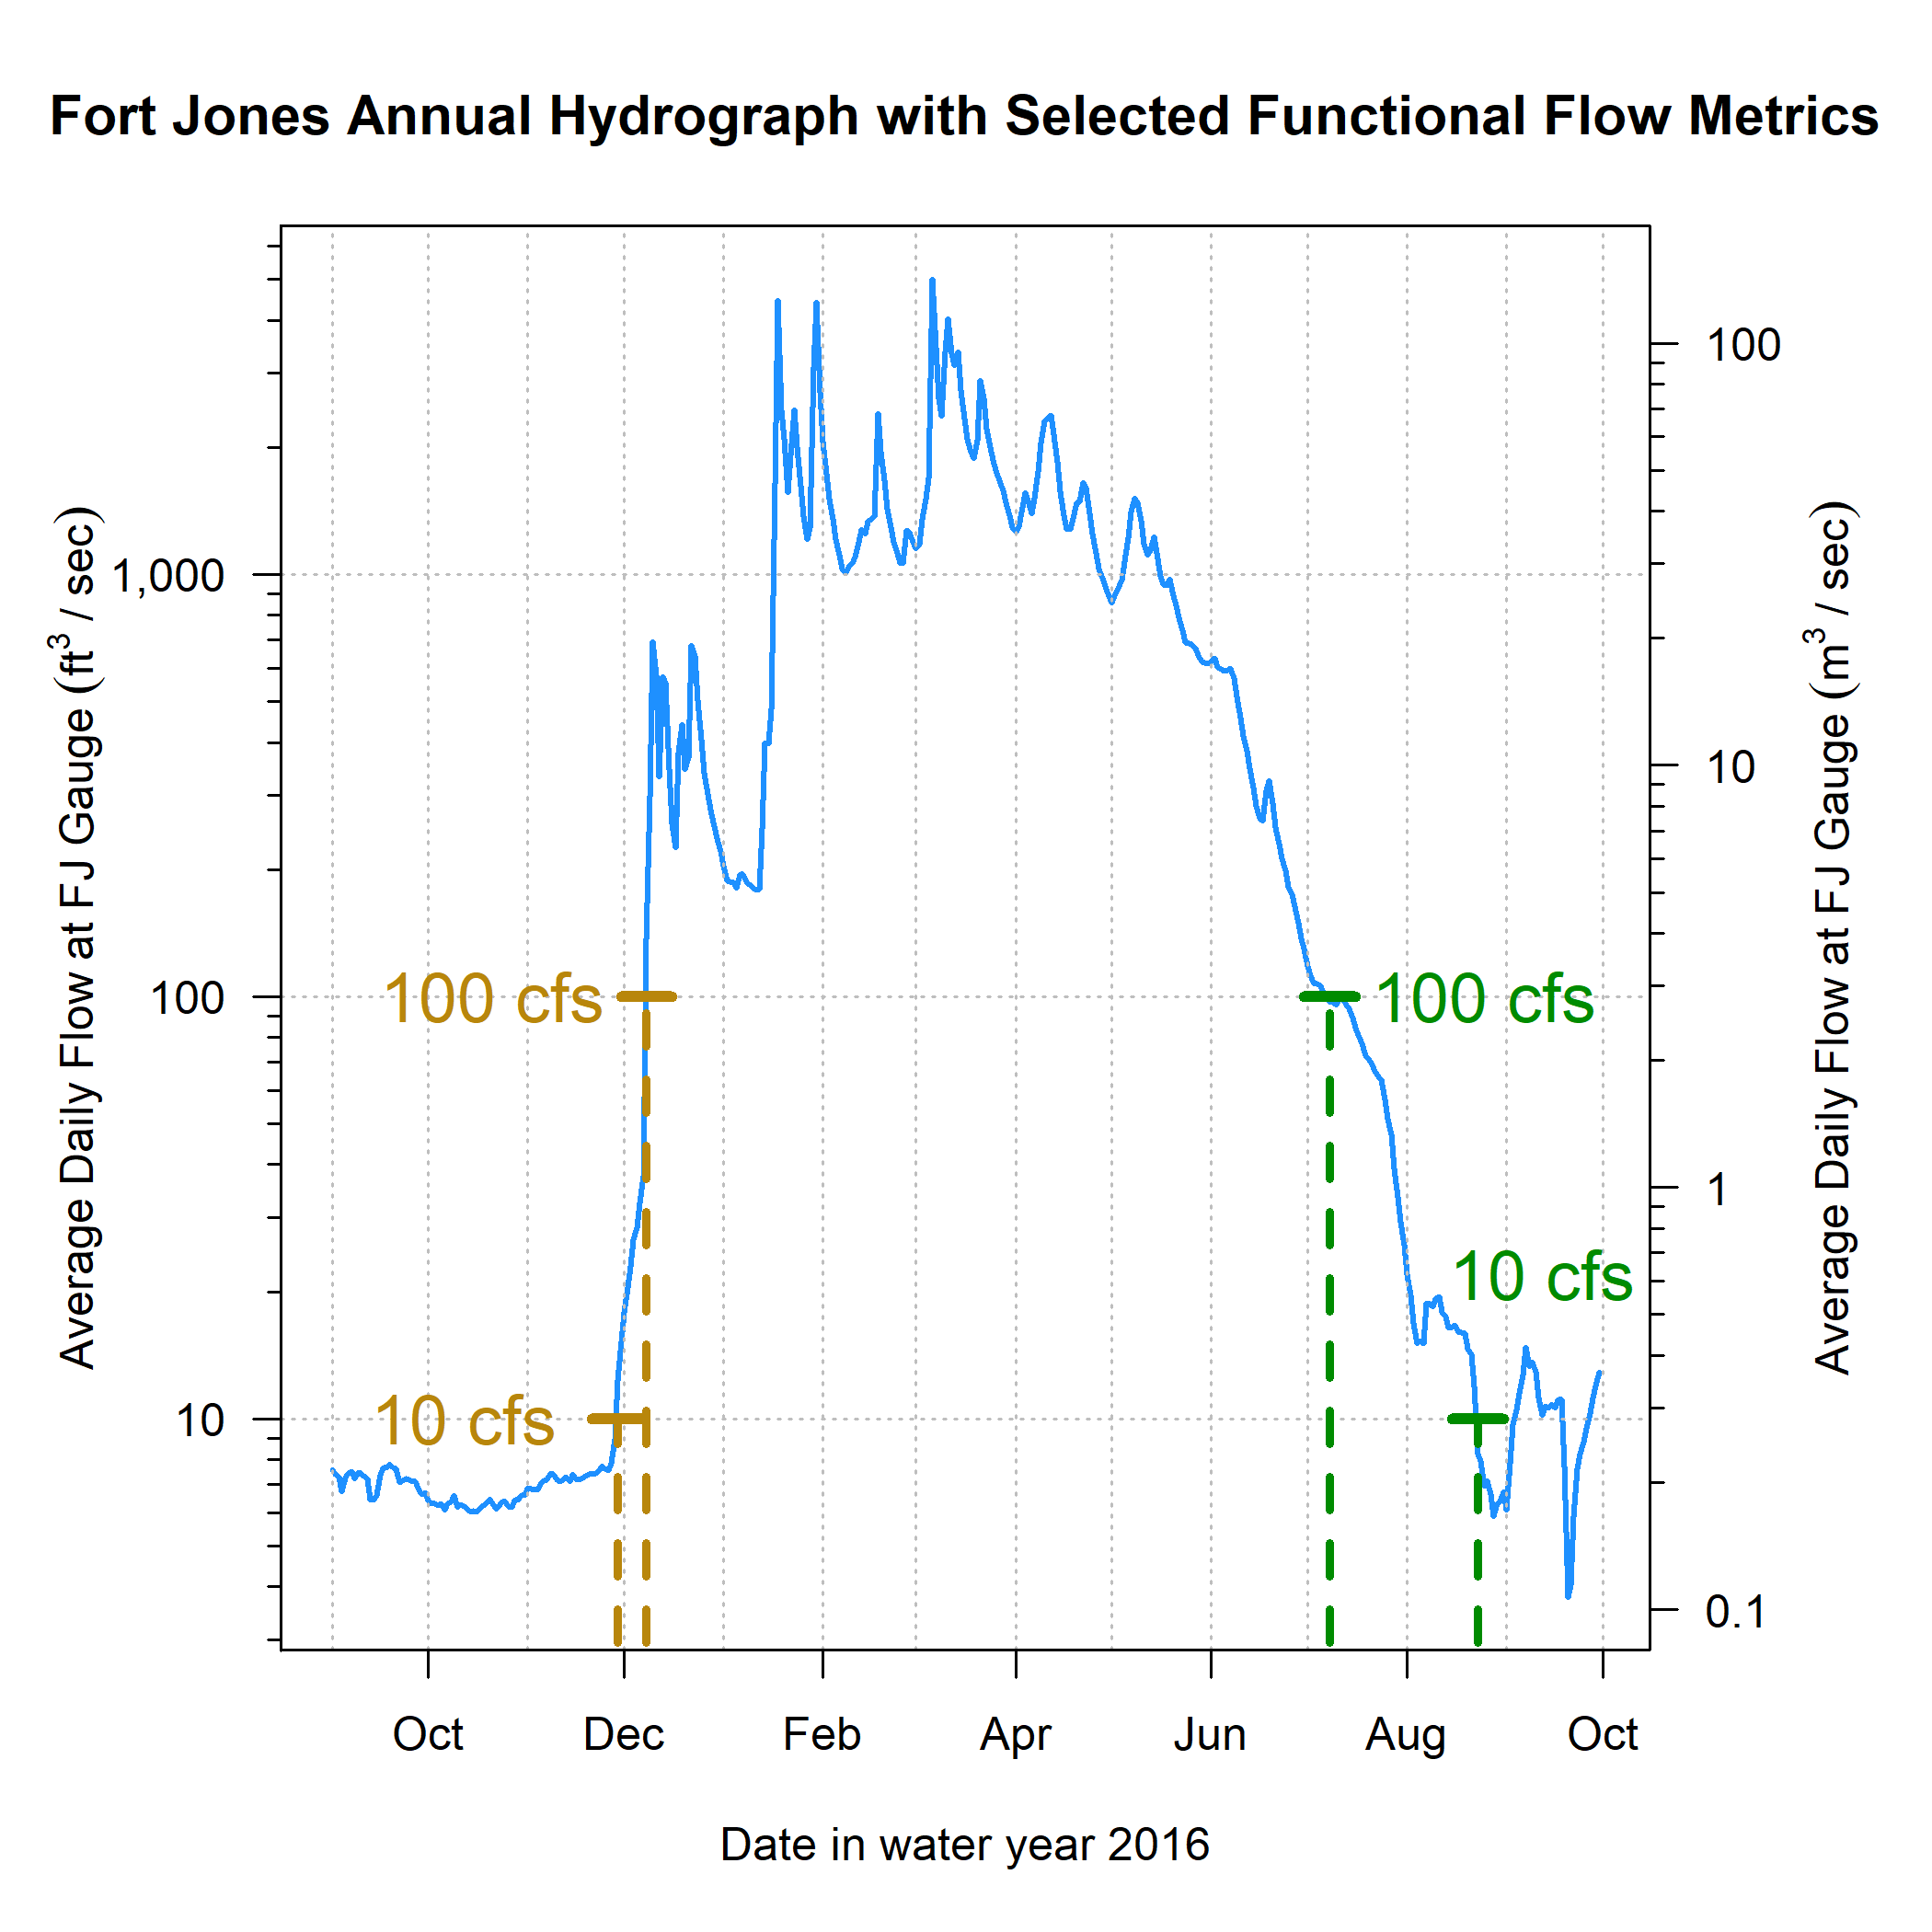 Fort Jones Annual Hydrograph with Selected Functional Flow Metrics
Average Daily Flow at FJ Gauge (ft³ / sec)
1,000
100
10
100 cfs
10 cfs
100 cfs
10 cfs
100
10
1
0.1
Average Daily Flow at FJ Gauge (m³ / sec)
Oct Dec Feb Apr Jun Aug Oct
Date in water year 2016